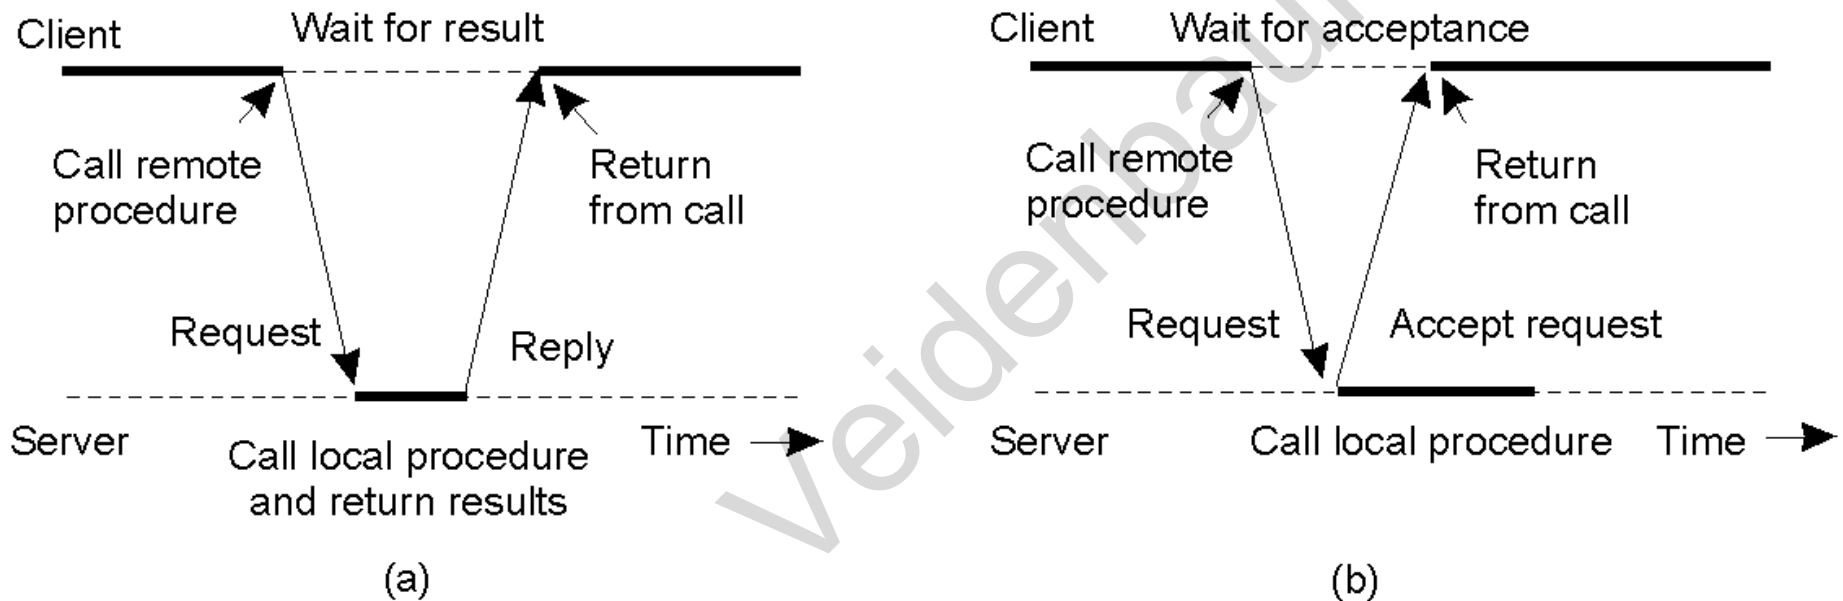 Client
Wait for result
Call remote
procedure
Return
from call
Request
Reply
Server
Call local procedure
and return results
Time
(a)
Client
Wait for acceptance
Call remote
procedure
Return
from call
Request
Accept request
Server
Call local procedure
Time
(b)